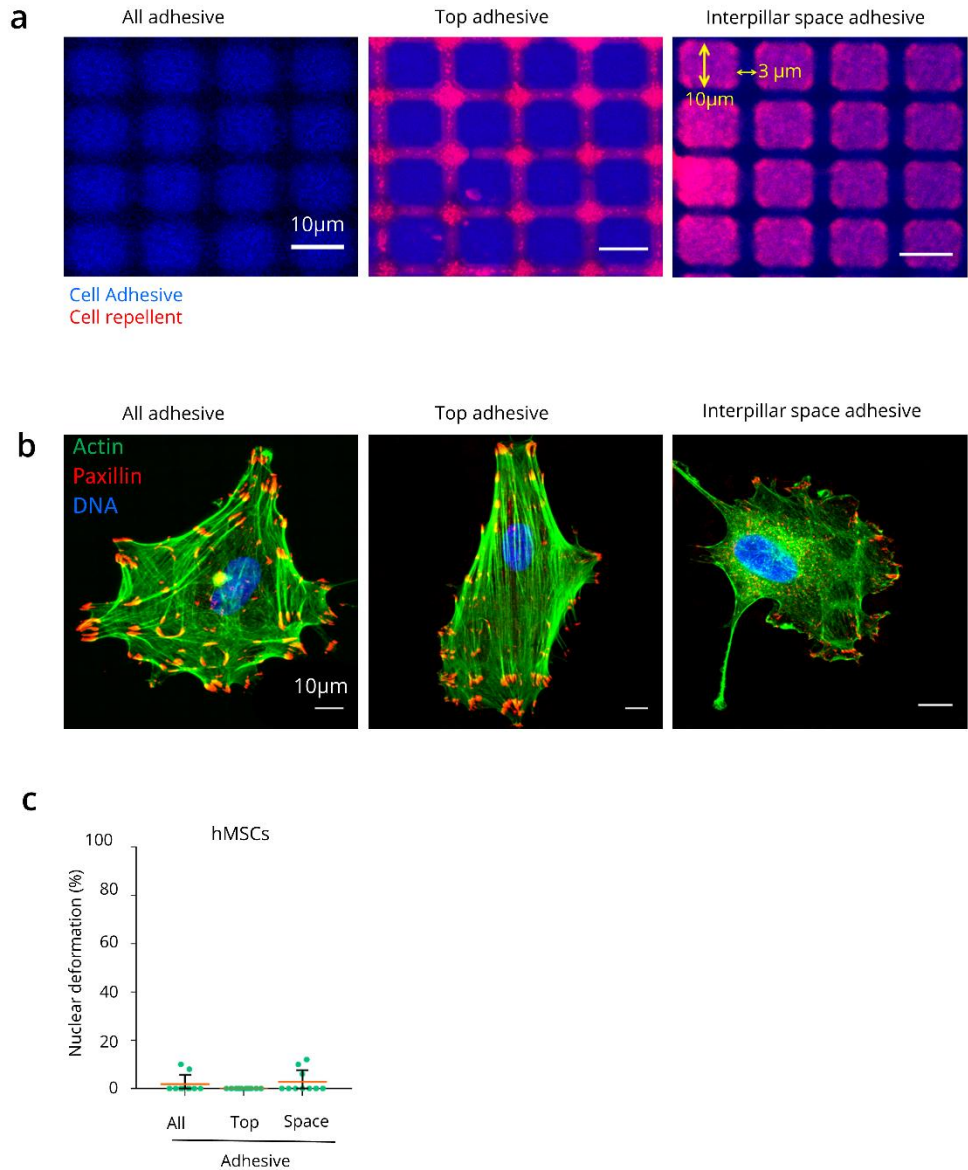 a
All adhesive
Top adhesive
Interpillar space adhesive
3 μm
10μm
10μm
Cell Adhesive
Cell repellent
All adhesive
Top adhesive
Interpillar space adhesive
b
Actin
Paxillin
DNA
10μm
c
hMSCs
Nuclear deformation (%)
100
80
60
40
20
0
All
Top
Space
Adhesive